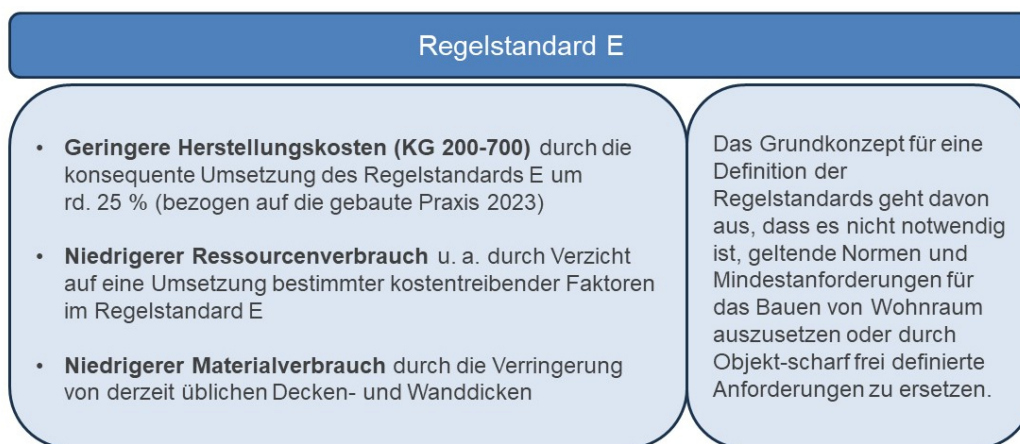 Regelstandard E
• Geringere Herstellungskosten (KG 200-700) durch die
konsequente Umsetzung des Regelstandards E um
rd. 25 % (bezogen auf die gebaute Praxis 2023)
• Niedrigerer Ressourcenverbrauch u. a. durch Verzicht
auf eine Umsetzung bestimmter kostentreibender Faktoren
im Regelstandard E
• Niedrigerer Materialverbrauch durch die Verringerung
von derzeit üblichen Decken- und Wanddicken
Das Grundkonzept für eine
Definition der
Regelstandards geht davon
aus, dass es nicht notwendig
ist, geltende Normen und
Mindestanforderungen für
das Bauen von Wohnraum
auszusetzen oder durch
Objekt-scharf frei definierte
Anforderungen zu ersetzen.